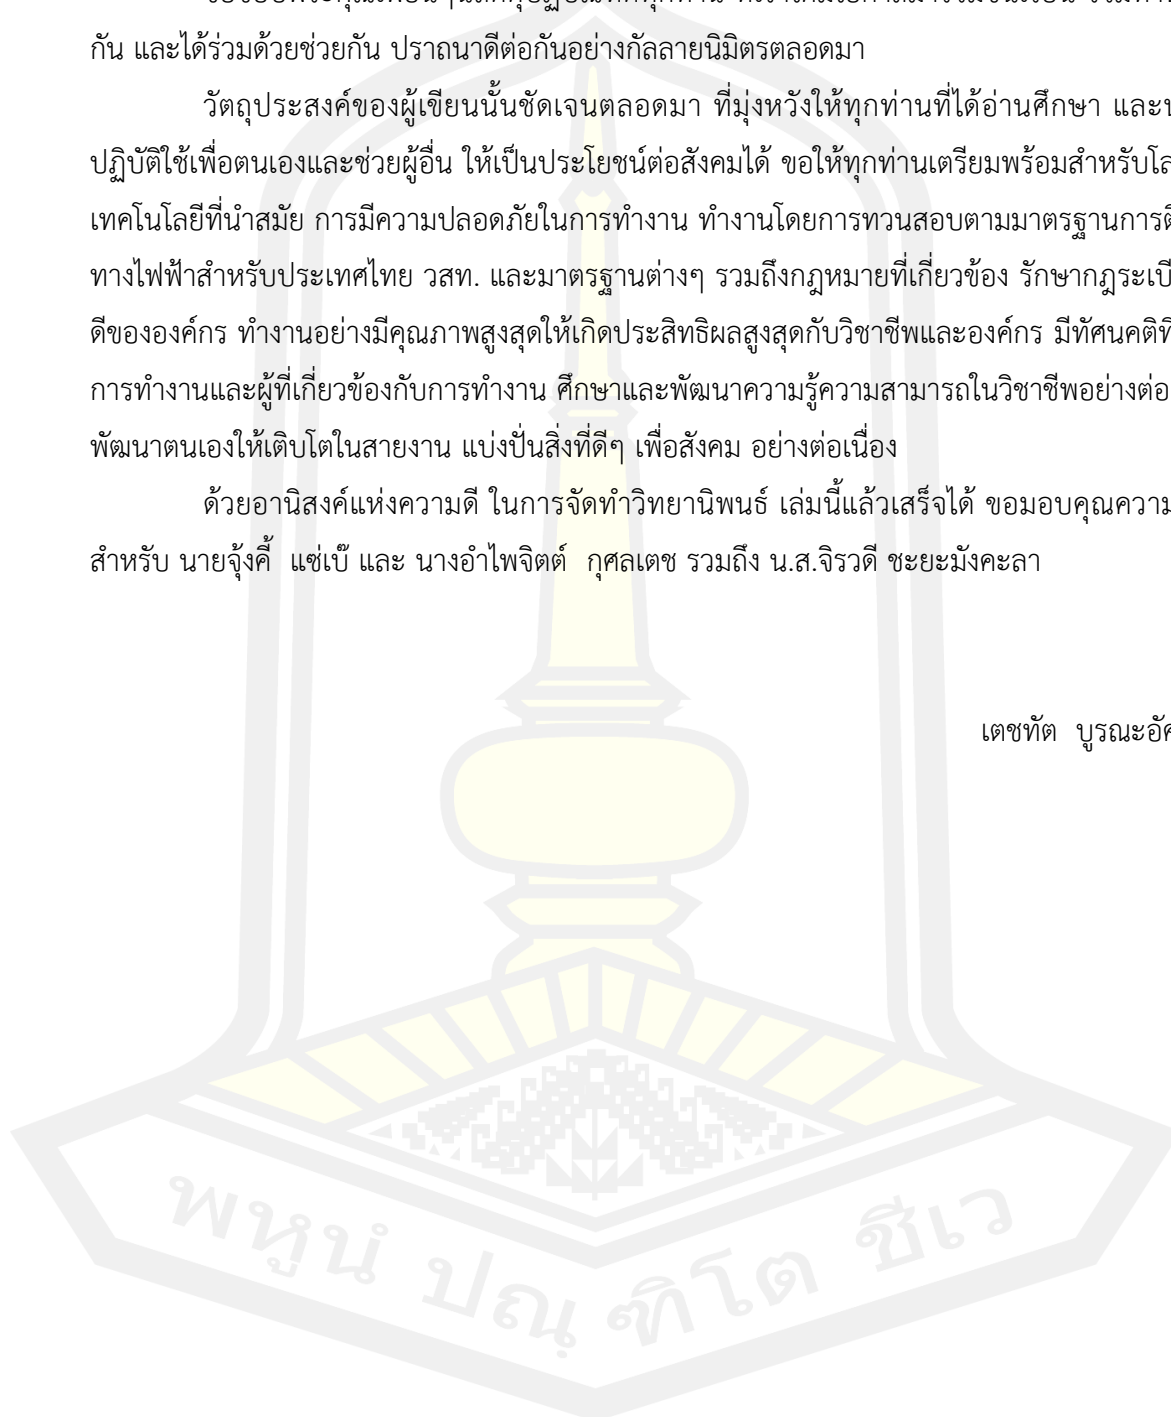 กัน และได้ร่วมด้วยช่วยกัน ปราถนาดีต่อกันอย่างกัลลายนิมิตรตลอดมา
วัตถุประสงค์ของผู้เขียนนั้นชัดเจนตลอดมา ที่มุ่งหวังให้ทุกท่านที่ได้อ่านศึกษา
ปฏิบัติใช้เพื่อตนเองและช่วยผู้อื่น ให้เป็นประโยชน์ต่อสังคมได้ ขอให้ทุกท่านเตรียมพร้อมสำหรับ
เทคโนโลยีที่นำสมัย การมีความปลอดภัยในการทำงาน ทำงานโดยการทวนสอบตามมาตรฐานการ
ทางไฟฟ้าสำหรับประเทศไทย วสท. และมาตรฐานต่างๆ รวมถึงกฎหมายที่เกี่ยวข้อง รักษา
ดีขององค์กร ทำงานอย่างมีคุณภาพสูงสุดให้เกิดประสิทธิผลสูงสุดกับวิชาชีพและองค์กร มีทัศนคติ
การทำงานและผู้ที่เกี่ยวข้องกับการทำงาน ศึกษาและพัฒนาความรู้ความสามารถในวิชาชีพอย่าง
พัฒนาตนเองให้เติบโตในสายงาน แบ่งปั่นสิ่งที่ดีๆ เพื่อสังคม อย่างต่อเนื่อง
ด้วยอานิสงค์แห่งความดี ในการจัดทำวิทยานิพนธ์ เล่มนี้แล้วเสร็จได้ ขอมอบคุณความ
สำหรับ นายจุ้งคี้ แซ่เบ๊ และ นางอำไพจิตต์ กุศลเตช รวมถึง น.ส.จิรวดี ชะยะมังคะลา
เตชทัต
พหูนํ ปณฺฑิโต ชีเว